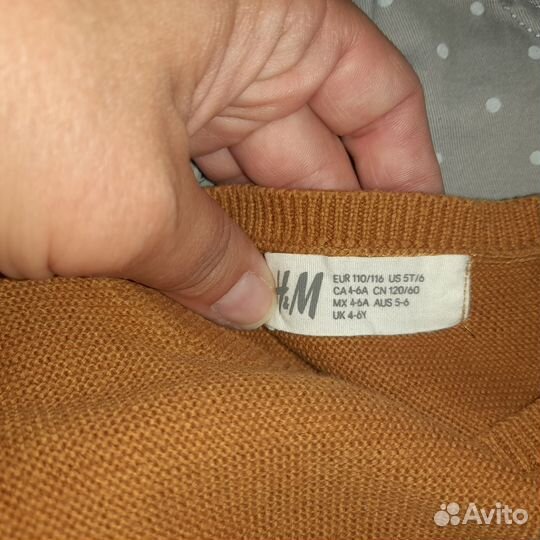 H&M
EUR 110/116 US 5T/6
CA 4-6A CN 120/60
MX 4-6A AUS 5-6
UK 4-6Y
Avito